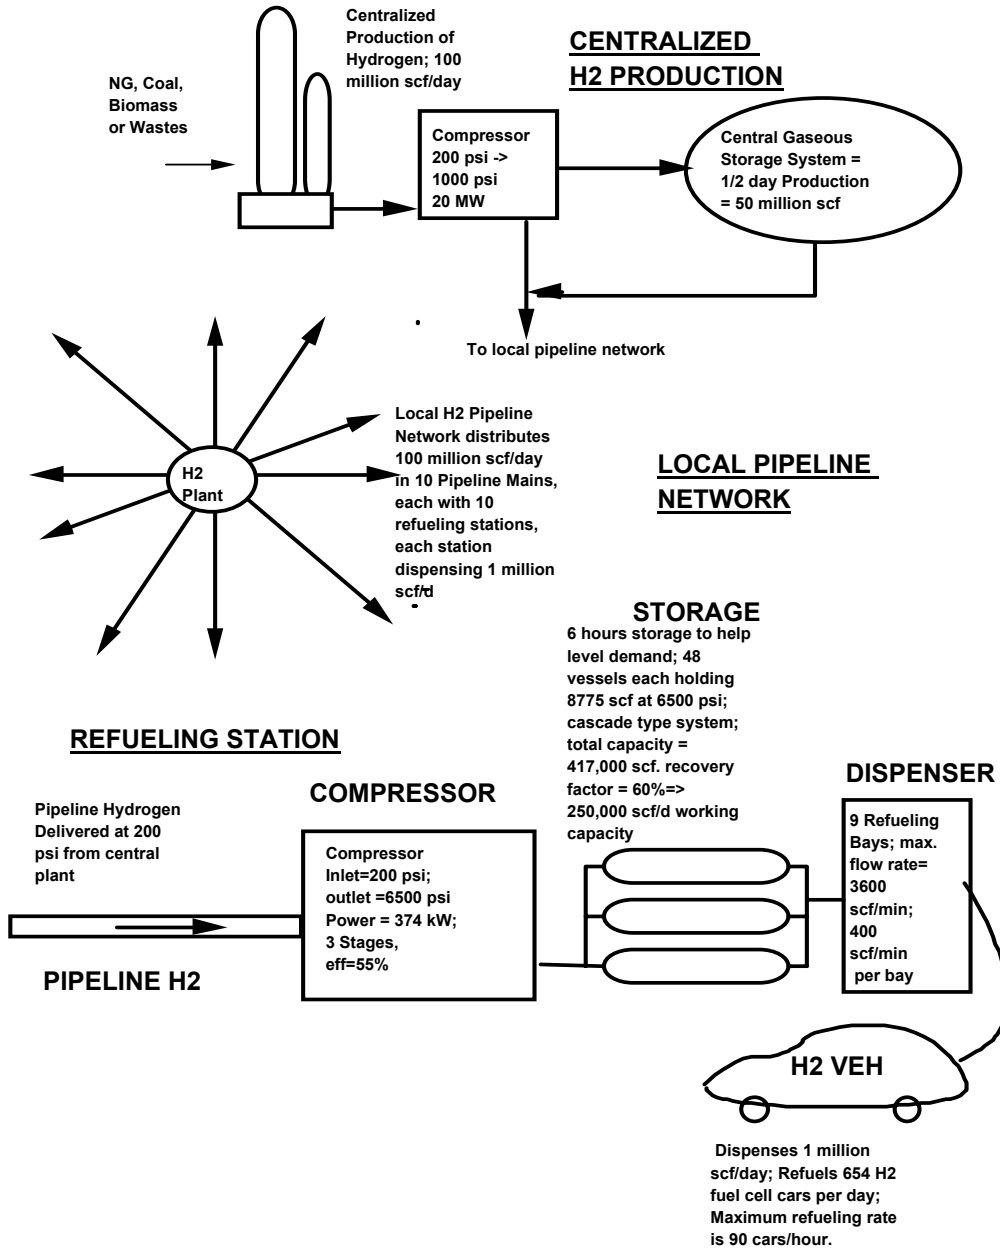 Centralized
Production of
Hydrogen; 100
million scf/day
CENTRALIZED
H2 PRODUCTION
NG, Coal,
Biomass
or Wastes
Compressor
200 psi ->
1000 psi
20 MW
Central Gaseous
Storage System =
1/2 day Production
= 50 million scf
To local pipeline network
H2
Plant
Local H2 Pipeline
Network distributes
100 million scf/day
in 10 Pipeline Mains,
each with 10
refueling stations,
each station
dispensing 1 million
scf/d
LOCAL PIPELINE
NETWORK
STORAGE
6 hours storage to help
level demand; 48
vessels each holding
8775 scf at 6500 psi;
cascade type system;
total capacity =
417,000 scf. recovery
factor = 60%=>
250,000 scf/d working
capacity
REFUELING STATION
Pipeline Hydrogen
Delivered at 200
psi from central
plant
PIPELINE H2
COMPRESSOR
Compressor
Inlet=200 psi;
outlet =6500 psi
Power = 374 kW;
3 Stages,
eff=55%
DISPENSER
9 Refueling
Bays; max.
flow rate=
3600
scf/min;
400
scf/min
per bay
H2 VEH
Dispenses 1 million
scf/day; Refuels 654 H2
fuel cell cars per day;
Maximum refueling rate
is 90 cars/hour.